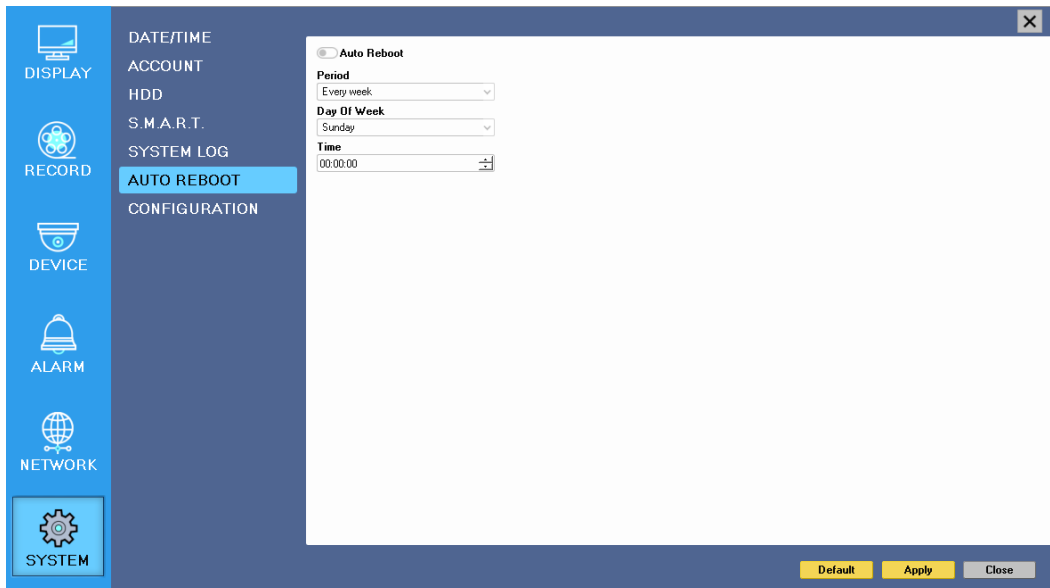 DISPLAY
RECORD
DEVICE
ALARM
NETWORK
SYSTEM
DATE/TIME
ACCOUNT
HDD
S.M.A.R.T.
SYSTEM LOG
AUTO REBOOT
CONFIGURATION
Auto Reboot
Period
Every week
Day Of Week
Sunday
Time
00:00:00
Default
Apply
Close